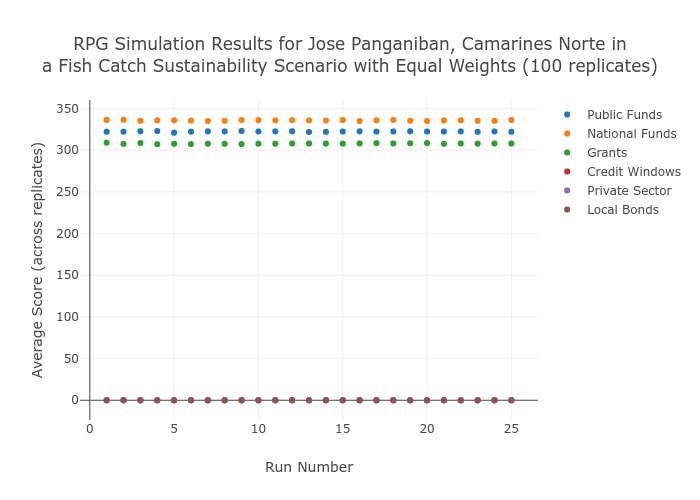 RPG Simulation Results for Jose Panganiban, Camarines Norte in
a Fish Catch Sustainability Scenario with Equal Weights (100 replicates)
350
300
250
200
150
100
50
0
Average Score (across replicates)
0 5 10 15 20 25
Run Number
Public Funds
National Funds
Grants
Credit Windows
Private Sector
Local Bonds